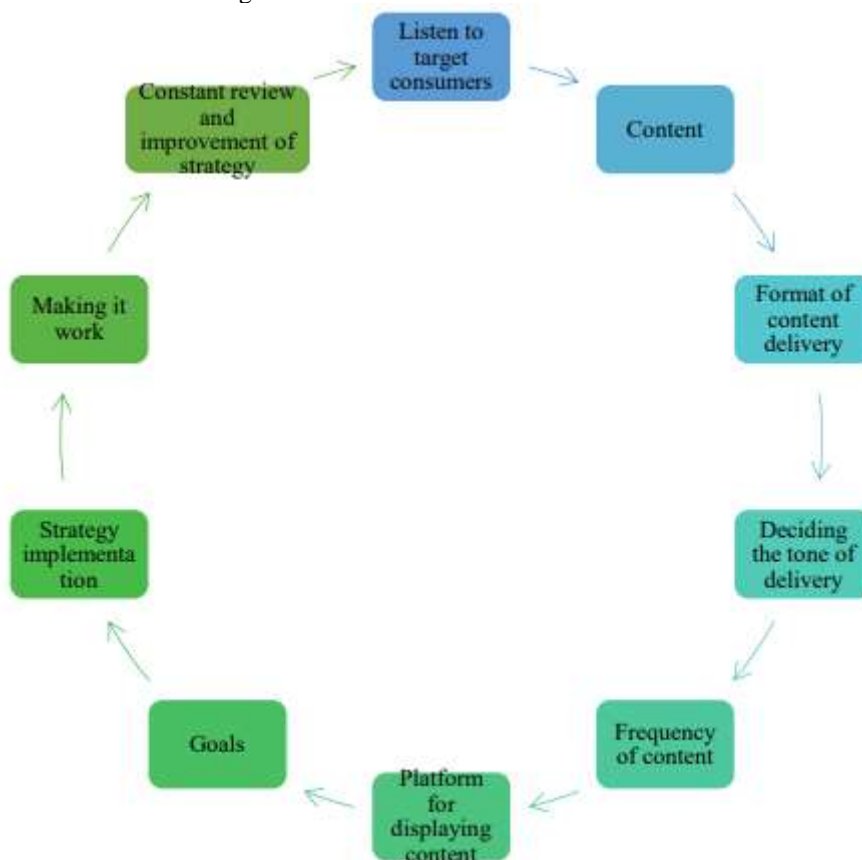 Listen to
target
consumers
Content
Format of
content
delivery
Deciding
the tone of
delivery
Frequency
of content
Platform
for
displaying
content
Goals
Strategy
implementa
tion
Making it
work
Constant review
and
improvement of
strategy